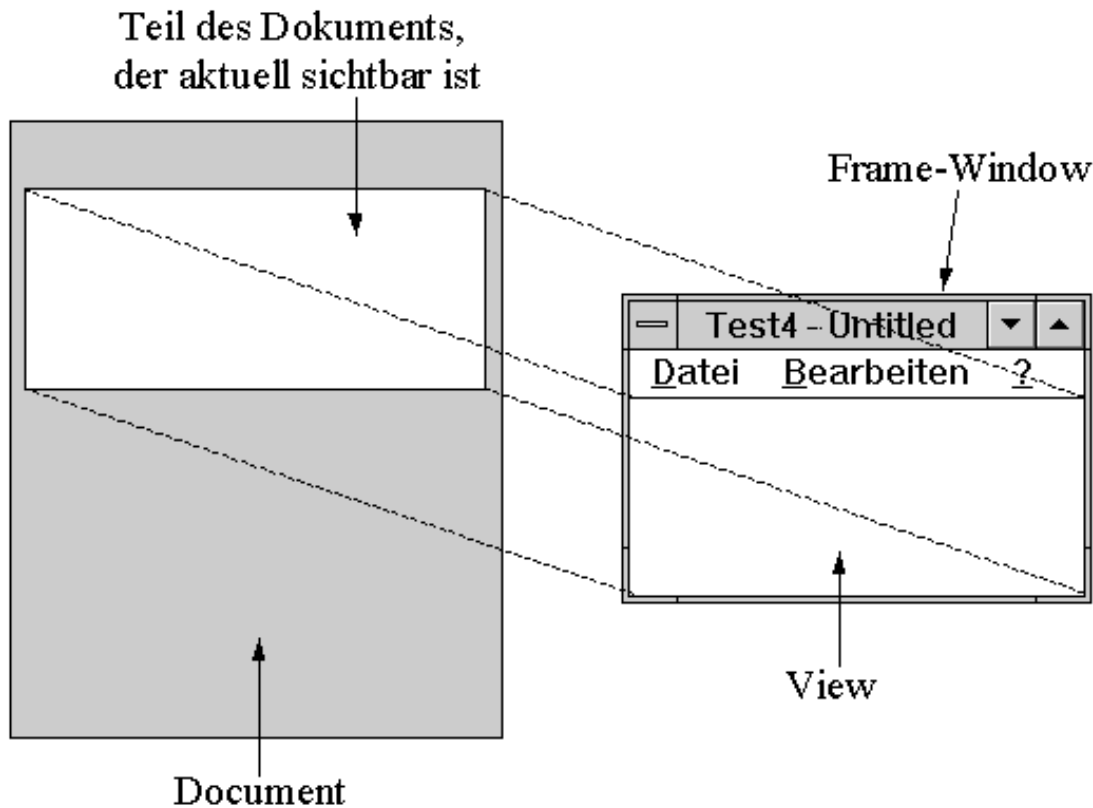 Teil des Dokuments,
der aktuell sichtbar ist
Frame-Window
Test4 - Untitled
Datei Bearbeiten ?
View
Document